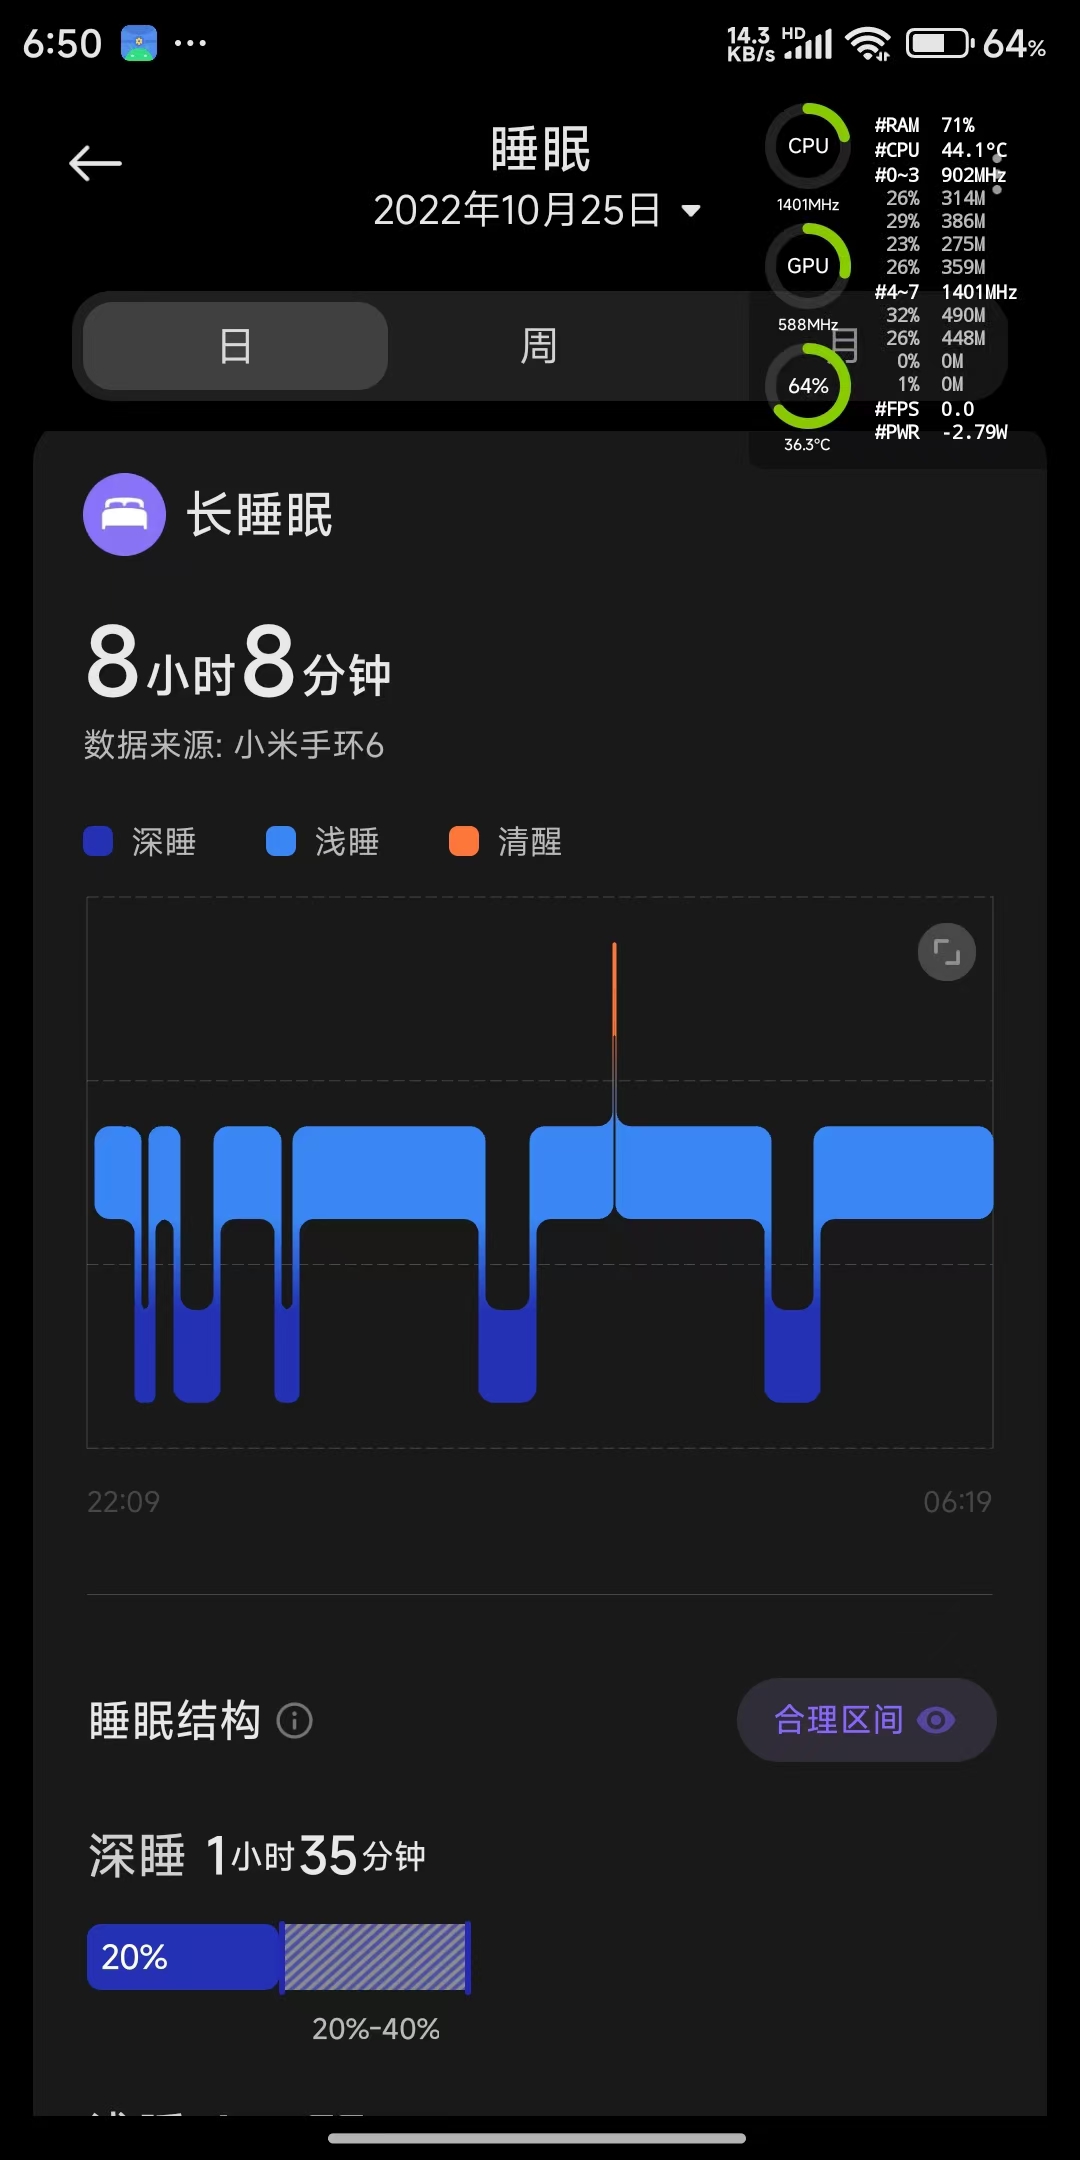 6:50 ... 14.3 KB/s HD 64%
睡眠
2022年10月25日
CPU
1401MHz
GPU
588MHz
64%
36.3°C
#RAM 71%
#CPU 44.1°C
#0~3 902MHz
26% 314M
29% 386M
23% 275M
26% 359M
#4~7 1401MHz
32% 490M
26% 448M
0% 0M
1% 0M
#FPS 0.0
#PWR -2.79W
日 周 月
长睡眠
8小时8分钟
数据来源: 小米手环6
深睡 浅睡 清醒
22:09 06:19
睡眠结构 合理区间
深睡 1小时35分钟
20%
20%-40%